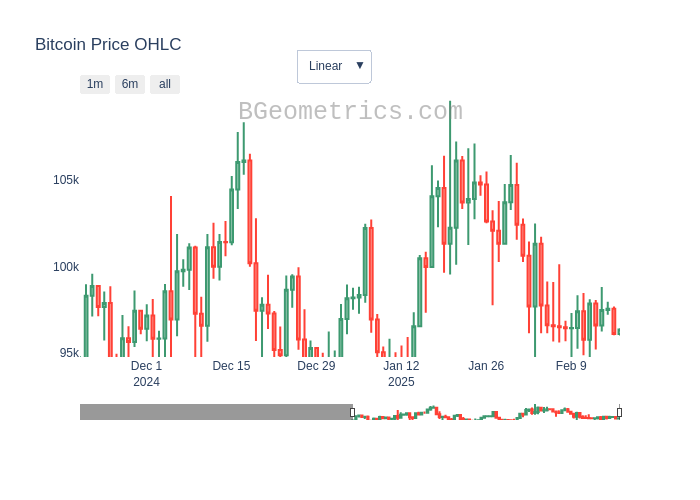 Bitcoin Price OHLC
Linear ▼
1m 6m all
BGeometrics.com
105k
100k
95k
Dec 1 Dec 15 Dec 29 Jan 12 Jan 26 Feb 9
2024 2025